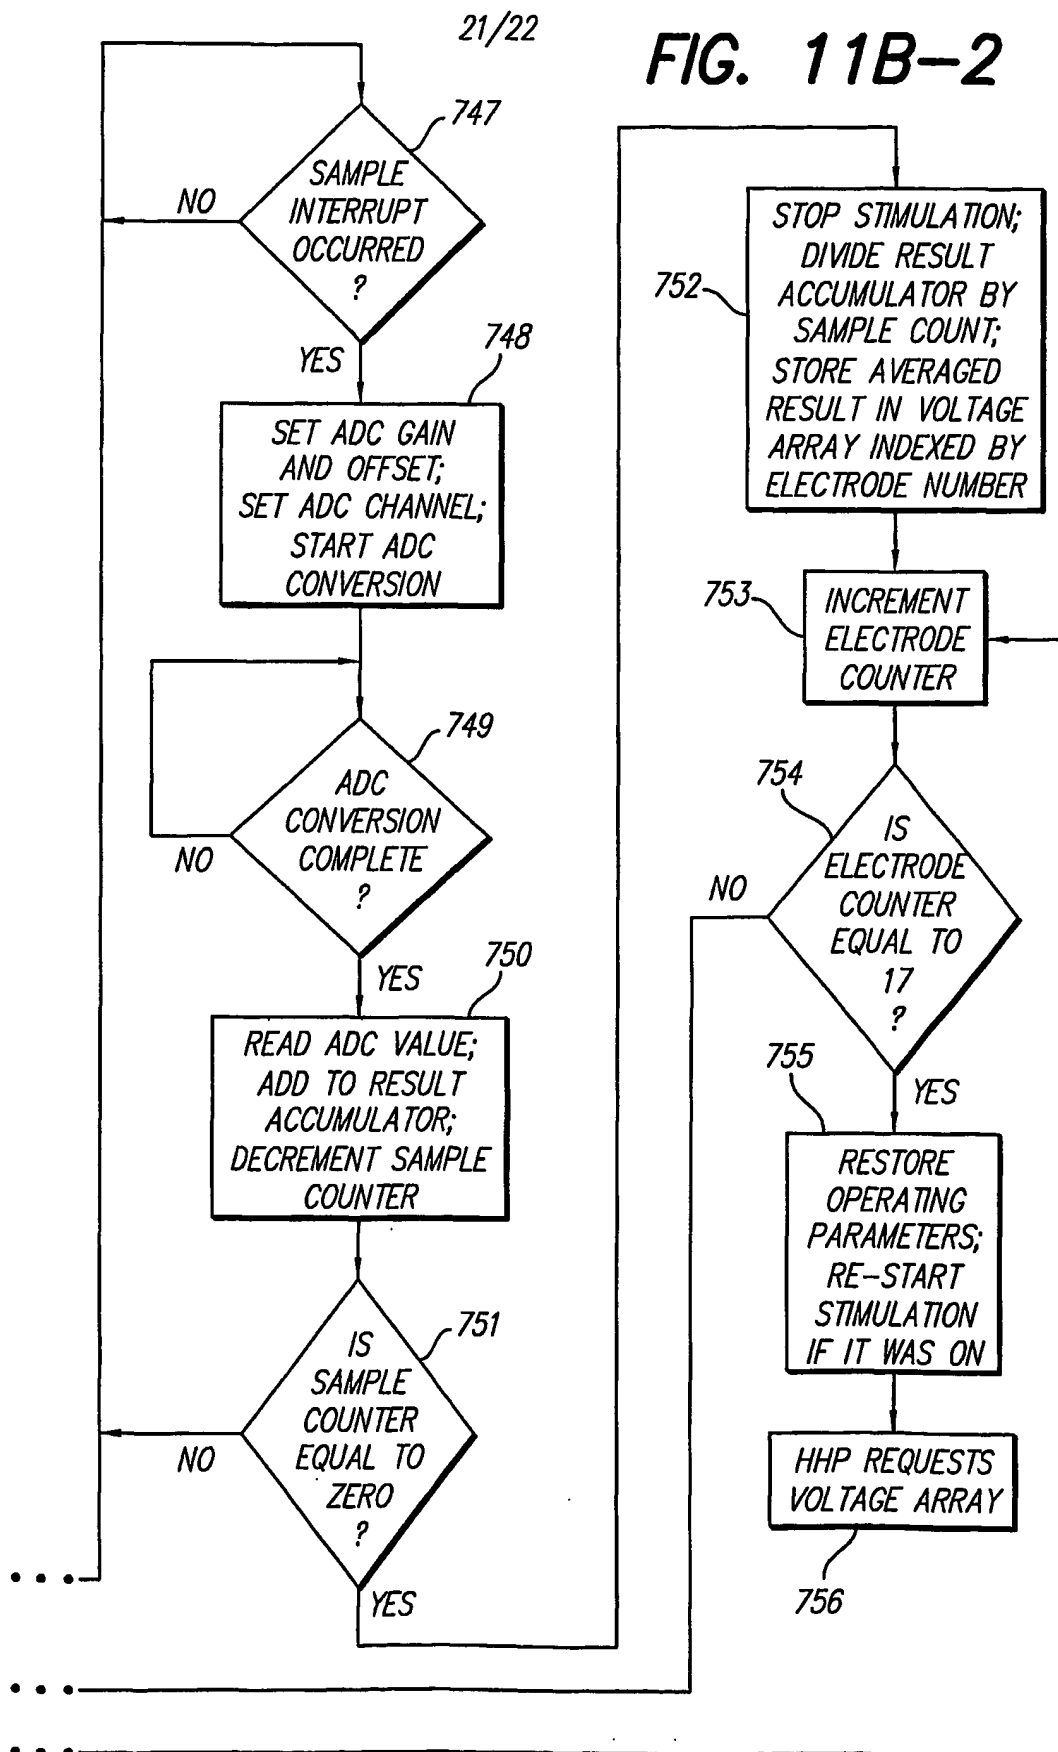 21/22
FIG. 11B-2
747
SAMPLE
INTERRUPT
OCCURRED
?
NO
YES
748
SET ADC GAIN
AND OFFSET;
SET ADC CHANNEL;
START ADC
CONVERSION
749
ADC
CONVERSION
COMPLETE
?
NO
YES
750
READ ADC VALUE;
ADD TO RESULT
ACCUMULATOR;
DECREMENT SAMPLE
COUNTER
751
IS
SAMPLE
COUNTER
EQUAL TO
ZERO
?
NO
YES
752
STOP STIMULATION;
DIVIDE RESULT
ACCUMULATOR BY
SAMPLE COUNT;
STORE AVERAGED
RESULT IN VOLTAGE
ARRAY INDEXED BY
ELECTRODE NUMBER
753
INCREMENT
ELECTRODE
COUNTER
754
IS
ELECTRODE
COUNTER
EQUAL TO
17
?
NO
YES
755
RESTORE
OPERATING
PARAMETERS;
RE-START
STIMULATION
IF IT WAS ON
HHP REQUESTS
VOLTAGE ARRAY
756